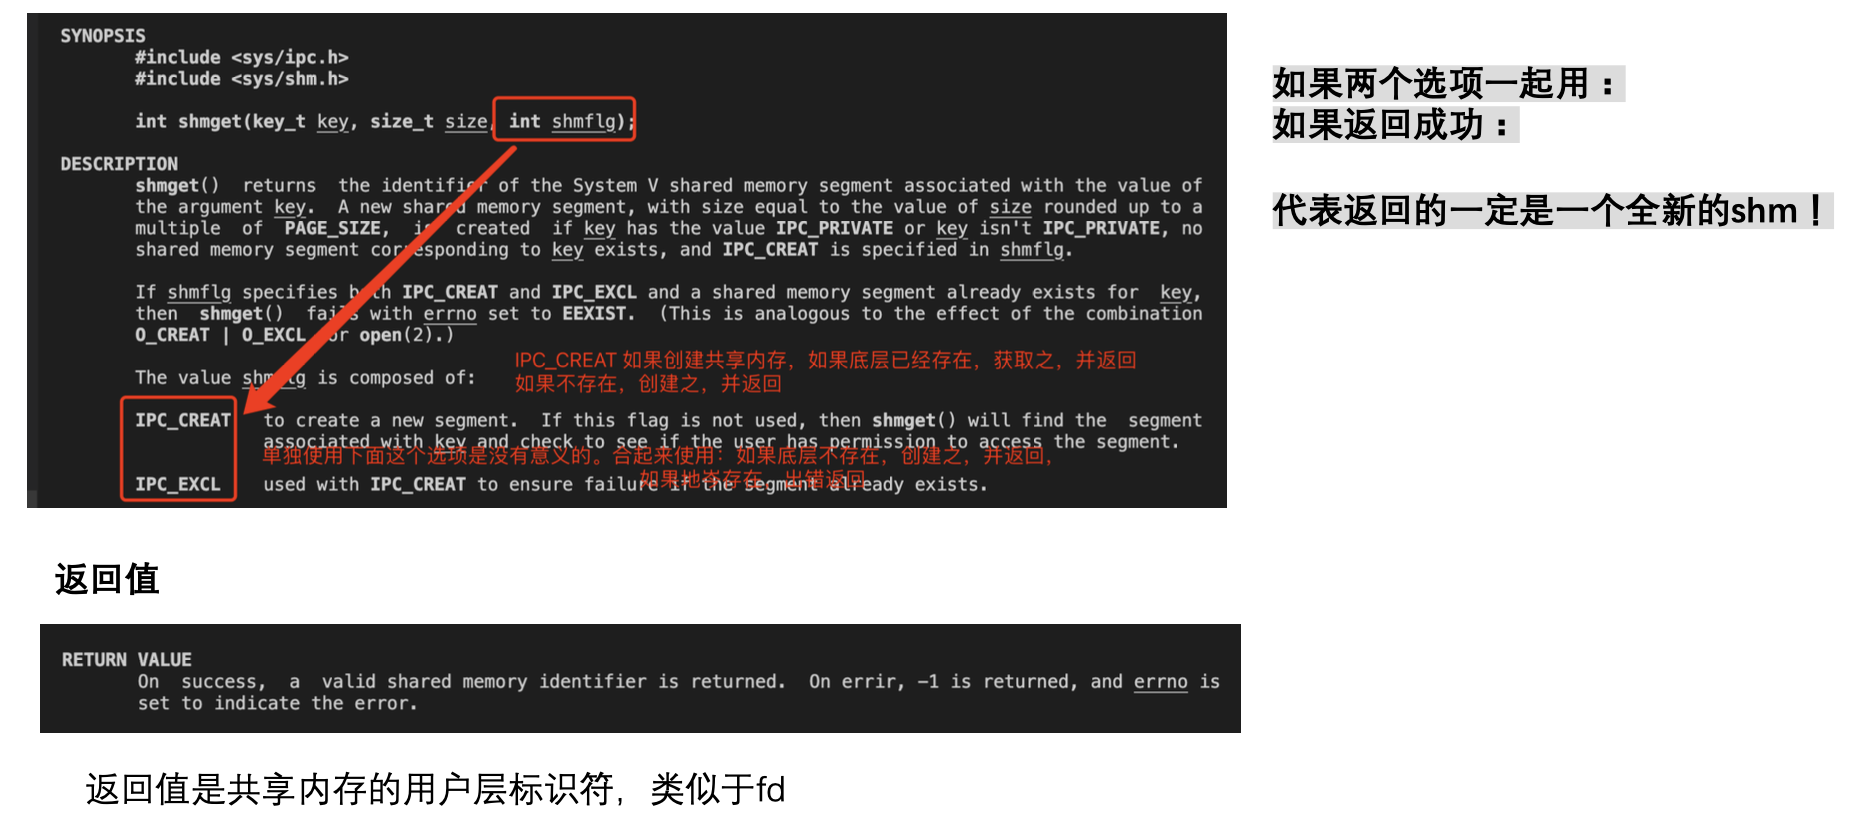 SYNOPSIS
#include <sys/ipc.h>
#include <sys/shm.h>
int shmget(key_t key, size_t size, int shmflg);
DESCRIPTION
shmget() returns the identifier of the System V shared memory segment associated with the value of
the argument key. A new shared memory segment, with size equal to the value of size rounded up to a
multiple of PAGE_SIZE, is created if key has the value IPC_PRIVATE or key isn't IPC_PRIVATE, no
shared memory segment corresponding to key exists, and IPC_CREAT is specified in shmflg.
If shmflg specifies both IPC_CREAT and IPC_EXCL and a shared memory segment already exists for key,
then shmget() fails with errno set to EEXIST. (This is analogous to the effect of the combination
O_CREAT | O_EXCL for open(2).)
IPC_CREAT 如果创建共享内存，如果底层已经存在，获取之，并返回
如果不存在，创建之，并返回
The value shmflg is composed of:
IPC_CREAT to create a new segment. If this flag is not used, then shmget() will find the segment
associated with key and check to see if the user has permission to access the segment.
单独使用下面这个选项是没有意义的。合起来使用：如果底层不存在，创建之，并返回，
如果地岑存在，出错返回
IPC_EXCL used with IPC_CREAT to ensure failure if the segment already exists.
如果两个选项一起用：
如果返回成功：
代表返回的一定是一个全新的shm！
返回值
RETURN VALUE
On success, a valid shared memory identifier is returned. On errir, -1 is returned, and errno is
set to indicate the error.
返回值是共享内存的用户层标识符，类似于fd